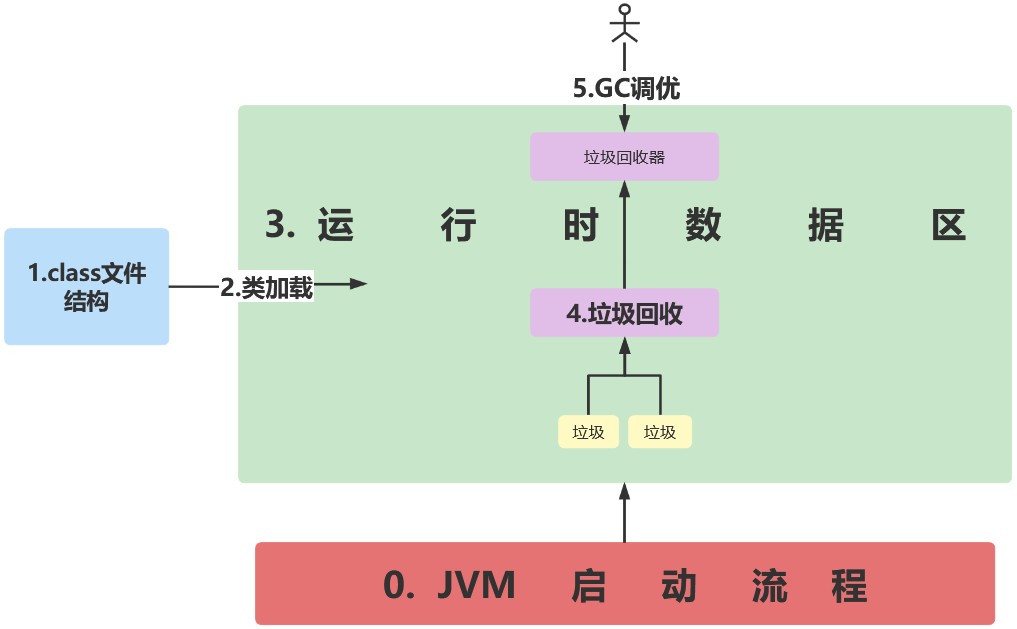 5.GC调优
垃圾回收器
3. 运行时数据区
1.class文件
结构
2.类加载
4.垃圾回收
垃圾
垃圾
0. JVM 启动流程